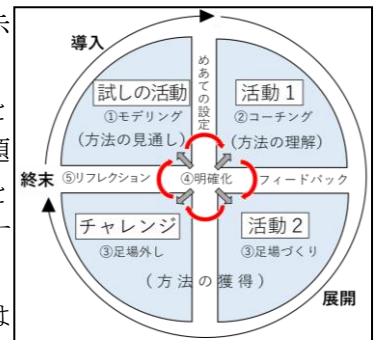 導入
めあての設定
試しの活動
①モデリング
(方法の見通し)
活動1
②コーチング
(方法の理解)
終末
⑤リフレクション
④明確化
フィードバック
チャレンジ
③足場外し
活動2
③足場づくり
(方法の獲得)
展開
は